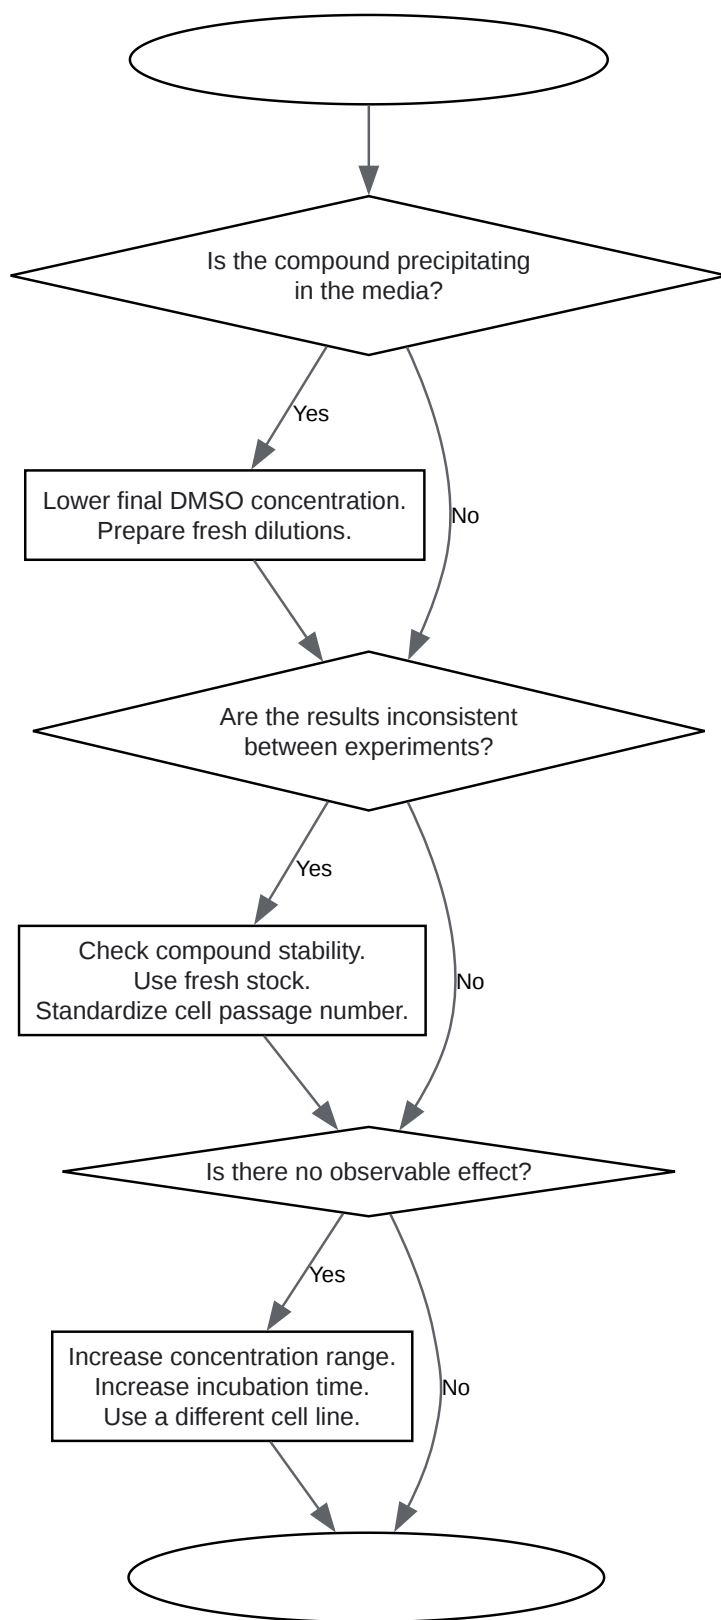 Is the compound precipitating
in the media?
Yes
Lower final DMSO concentration.
Prepare fresh dilutions.
No
Are the results inconsistent
between experiments?
Yes
Check compound stability.
Use fresh stock.
Standardize cell passage number.
No
Is there no observable effect?
Yes
Increase concentration range.
Increase incubation time.
Use a different cell line.
No